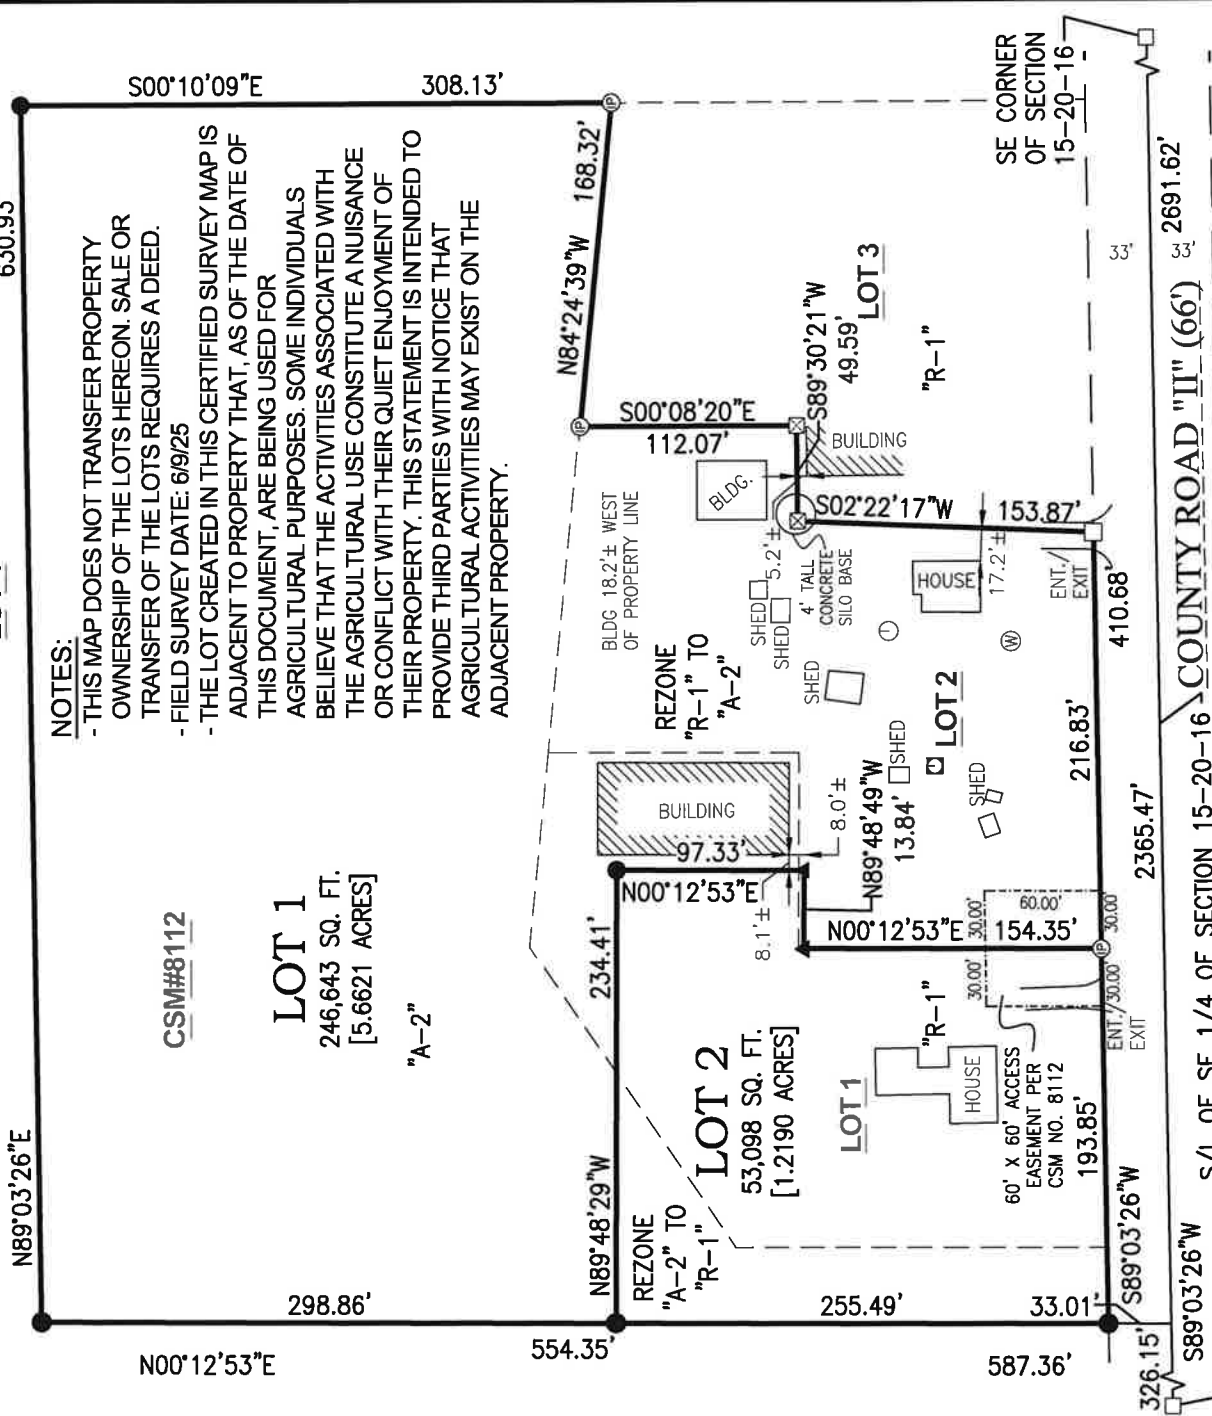 630.93'
S00°10'09"E
308.13'
N89°03'26"E
NOTES:
- THIS MAP DOES NOT TRANSFER PROPERTY
OWNERSHIP OF THE LOTS HEREON. SALE OR
TRANSFER OF THE LOTS REQUIRES A DEED.
- FIELD SURVEY DATE: 6/9/25
- THE LOT CREATED IN THIS CERTIFIED SURVEY MAP IS
ADJACENT TO PROPERTY THAT, AS OF THE DATE OF
THIS DOCUMENT, ARE BEING USED FOR
AGRICULTURAL PURPOSES. SOME INDIVIDUALS
BELIEVE THAT THE ACTIVITIES ASSOCIATED WITH
THE AGRICULTURAL USE CONSTITUTE A NUISANCE
OR CONFLICT WITH THEIR QUIET ENJOYMENT OF
THEIR PROPERTY. THIS STATEMENT IS INTENDED TO
PROVIDE THIRD PARTIES WITH NOTICE THAT
AGRICULTURAL ACTIVITIES MAY EXIST ON THE
ADJACENT PROPERTY.
CSM#8112
LOT 1
246,643 SQ. FT.
[5.6621 ACRES]
"A-2"
298.86'
N00°12'53"E
554.35'
587.36'
N84°24'39"W
168.32'
IP
IP
S00°08'20"E
112.07'
S89°30'21"W
49.59'
LOT 3
"R-1"
BUILDING
BLDG.
S02°22'17"W
153.87'
BLDG 18.2'± WEST
OF PROPERTY LINE
REZONE
"R-1" TO
"A-2"
SHED
SHED
5.2'±
4' TALL
CONCRETE
SILO BASE
SHED
HOUSE
17.2'±
ENT./
EXIT
W
BUILDING
97.33'
N00°12'53"E
8.0'±
8.1'±
N89°48'49"W
13.84'
SHED
LOT 2
SHED
N00°12'53"E
154.35'
60.00'
30.00'
30.00'
30.00'
30.00'
IP
234.41'
N89°48'29"W
LOT 2
53,098 SQ. FT.
[1.2190 ACRES]
REZONE
"A-2" TO
"R-1"
LOT 1
"R-1"
HOUSE
60' X 60' ACCESS
EASEMENT PER
CSM NO. 8112
ENT./
EXIT
255.49'
33.01'
193.85'
S89°03'26"W
216.83'
410.68'
SE CORNER
OF SECTION
15-20-16
33'
33'
2691.62'
COUNTY ROAD "II" (66')
2365.47'
326.15'
S89°03'26"W
S/L OF SE 1/4 OF SECTION 15-20-16